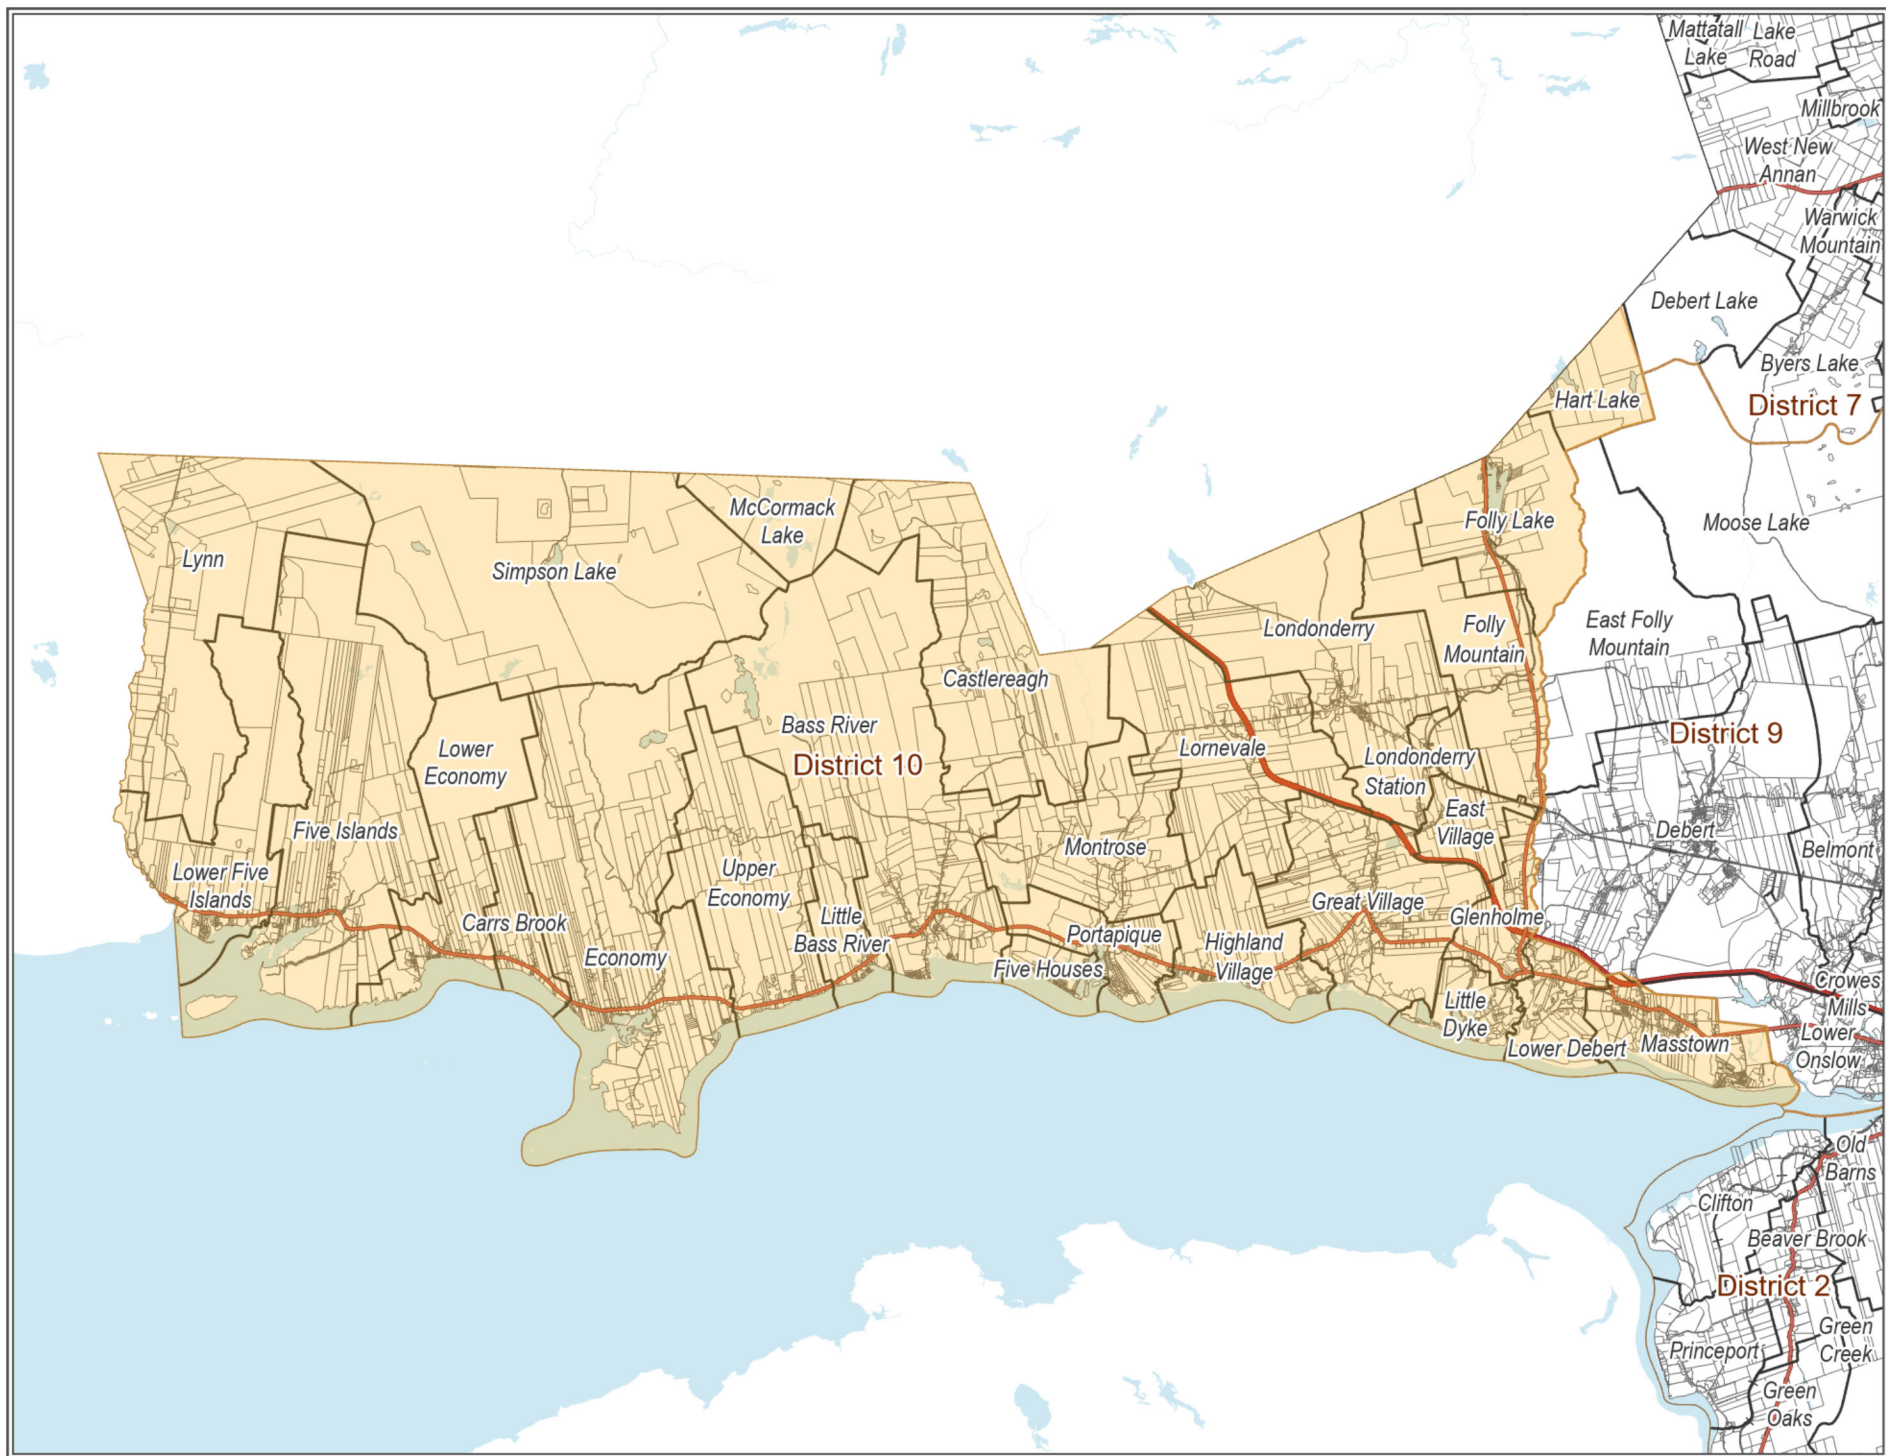 Mattatall Lake
Lake Road
Millbrook
West New
Annan
Warwick
Mountain
Debert Lake
Byers Lake
Hart Lake
District 7
McCormack
Lake
Folly Lake
Moose Lake
Lynn
Simpson Lake
Londonderry
Folly
Mountain
East Folly
Mountain
Castlereagh
Bass River
Lower
Economy
Lornevale
District 10
District 9
Londonderry
Station
Five Islands
East
Village
Debert
Belmont
Montrose
Lower Five
Islands
Upper
Economy
Great Village
Glenholme
Carrs Brook
Little
Bass River
Portapique
Highland
Village
Economy
Five Houses
Crowes
Mills
Little
Dyke
Lower Debert
Masstown
Lower
Onslow
Old
Barns
Clifton
Beaver Brook
District 2
Green
Creek
Princeport
Green
Oaks